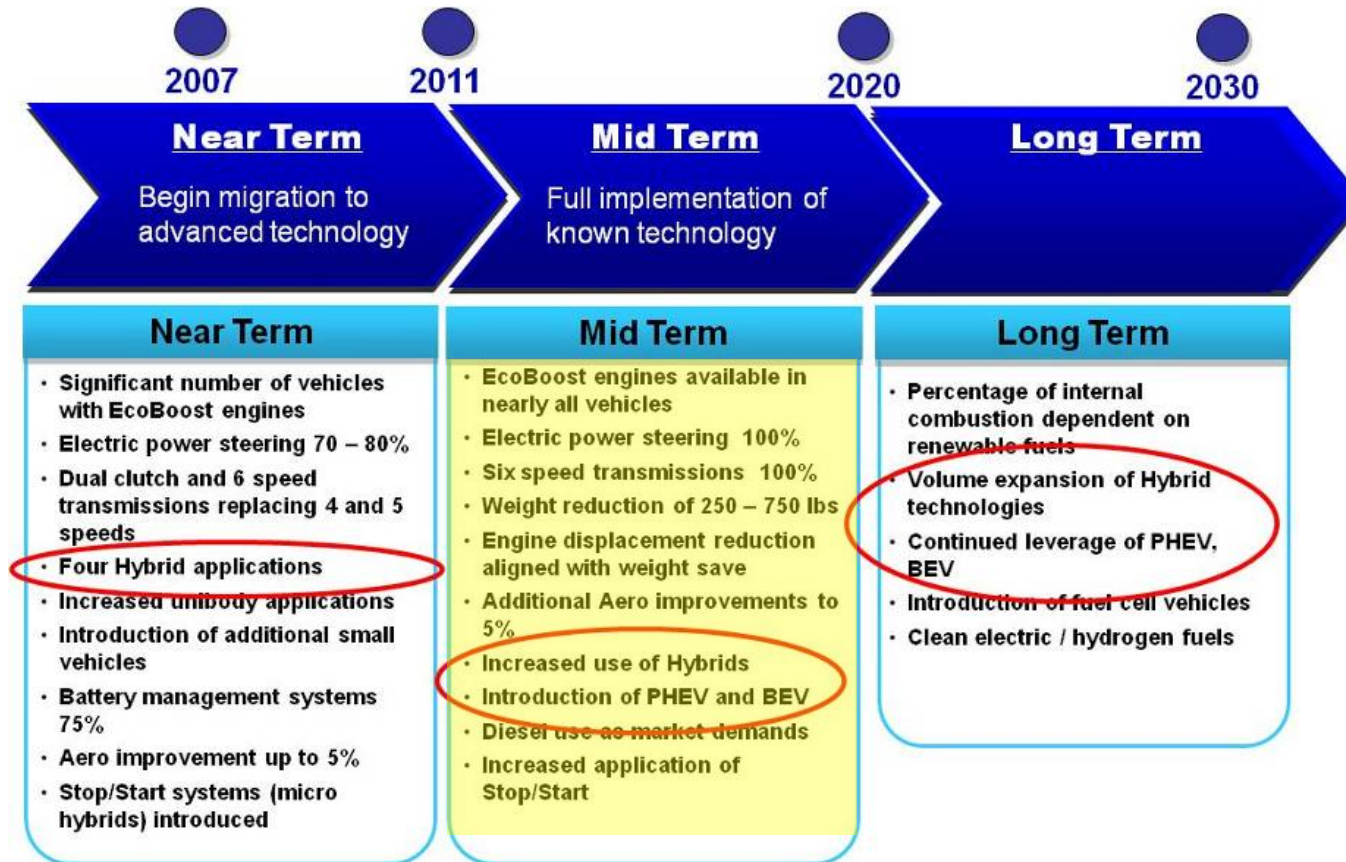 2007
2011
2020
2030
Near Term
Begin migration to
advanced technology
Mid Term
Full implementation of
known technology
Long Term
Near Term
• Significant number of vehicles
with EcoBoost engines
• Electric power steering 70 – 80%
• Dual clutch and 6 speed
transmissions replacing 4 and 5
speeds
• Four Hybrid applications
• Increased unibody applications
• Introduction of additional small
vehicles
• Battery management systems
75%
• Aero improvement up to 5%
• Stop/Start systems (micro
hybrids) introduced
Mid Term
• EcoBoost engines available in
nearly all vehicles
• Electric power steering 100%
• Six speed transmissions 100%
• Weight reduction of 250 – 750 lbs
• Engine displacement reduction
aligned with weight save
• Additional Aero improvements to
5%
• Increased use of Hybrids
• Introduction of PHEV and BEV
• Diesel use as market demands
• Increased application of
Stop/Start
Long Term
• Percentage of internal
combustion dependent on
renewable fuels
• Volume expansion of Hybrid
technologies
• Continued leverage of PHEV,
BEV
• Introduction of fuel cell vehicles
• Clean electric / hydrogen fuels